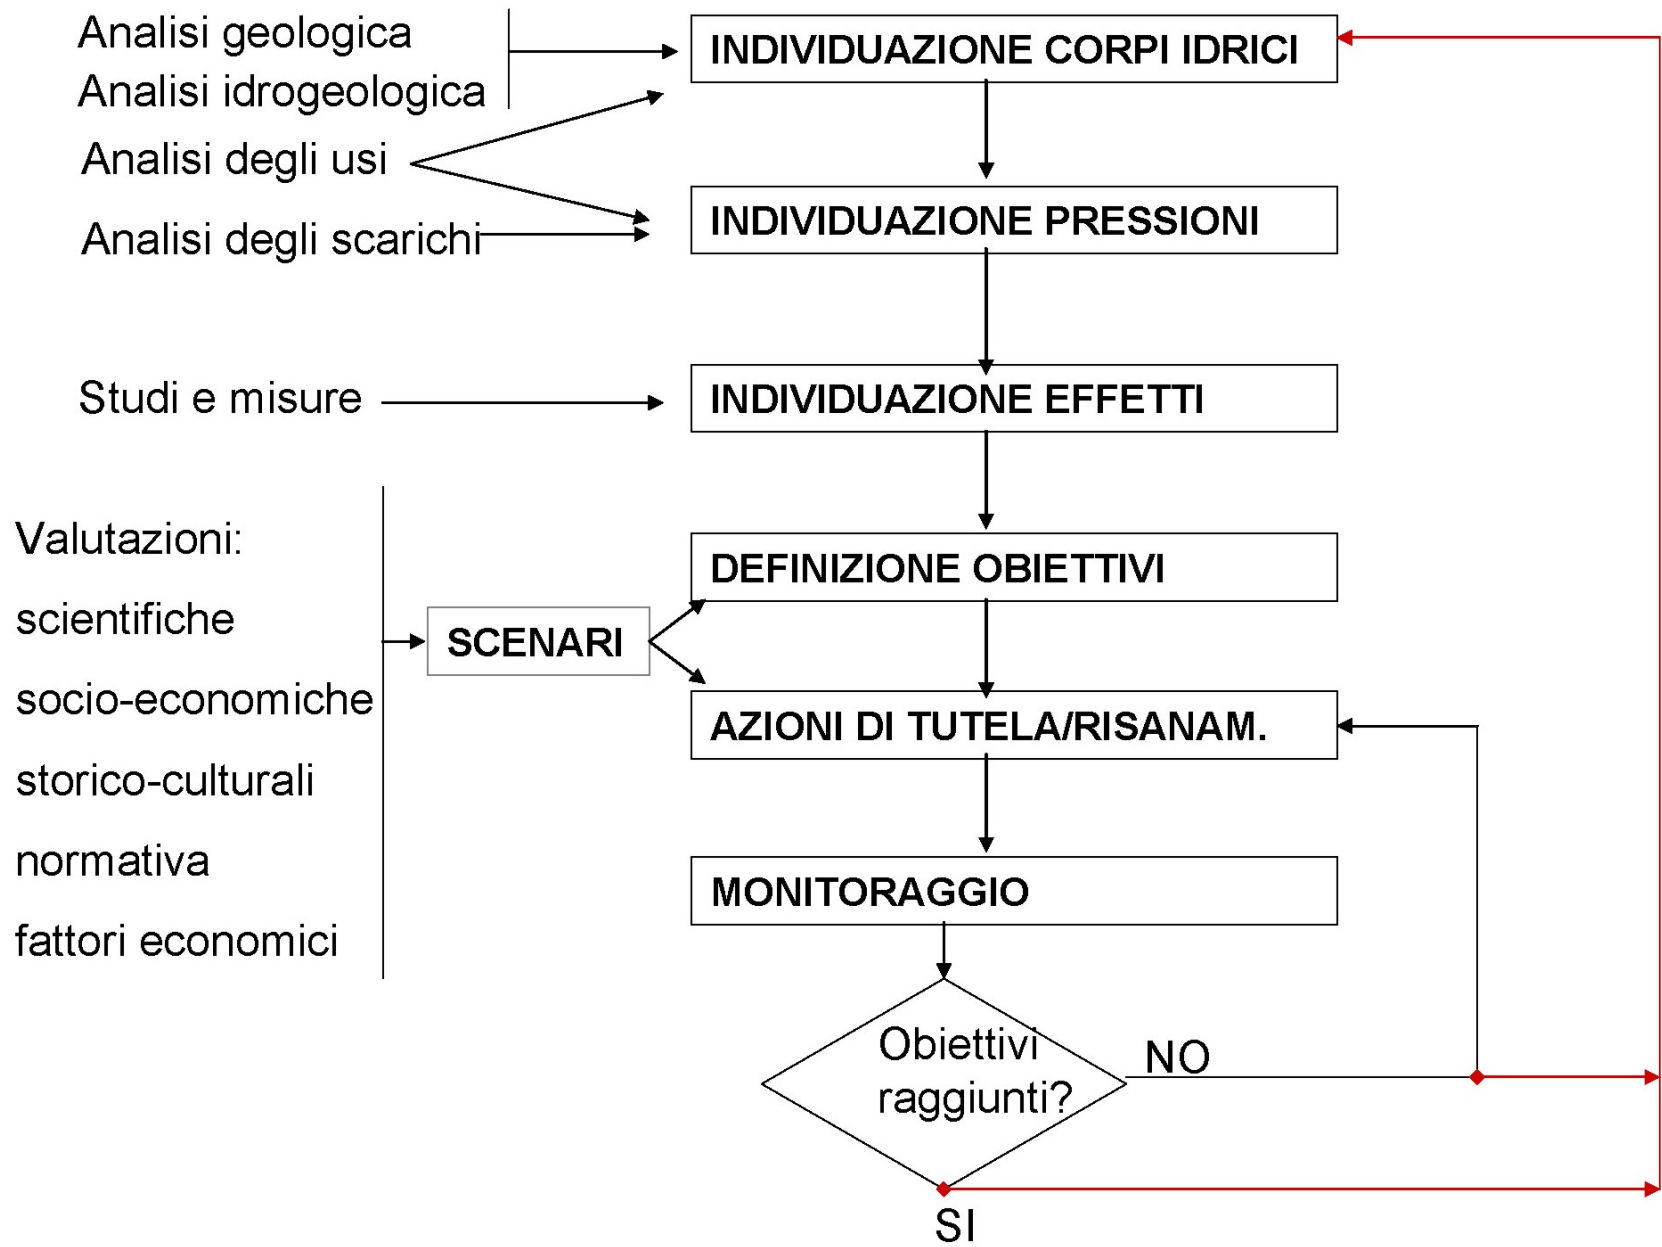 Analisi geologica
INDIVIDUAZIONE CORPI IDRICI
Analisi idrogeologica
Analisi degli usi
INDIVIDUAZIONE PRESSIONI
Analisi degli scarichi
Studi e misure
INDIVIDUAZIONE EFFETTI
Valutazioni:
scientifiche
socio-economiche
storico-culturali
normativa
fattori economici
SCENARI
DEFINIZIONE OBIETTIVI
AZIONI DI TUTELA/RISANAM.
MONITORAGGIO
Obiettivi
raggiunti?
NO
SI